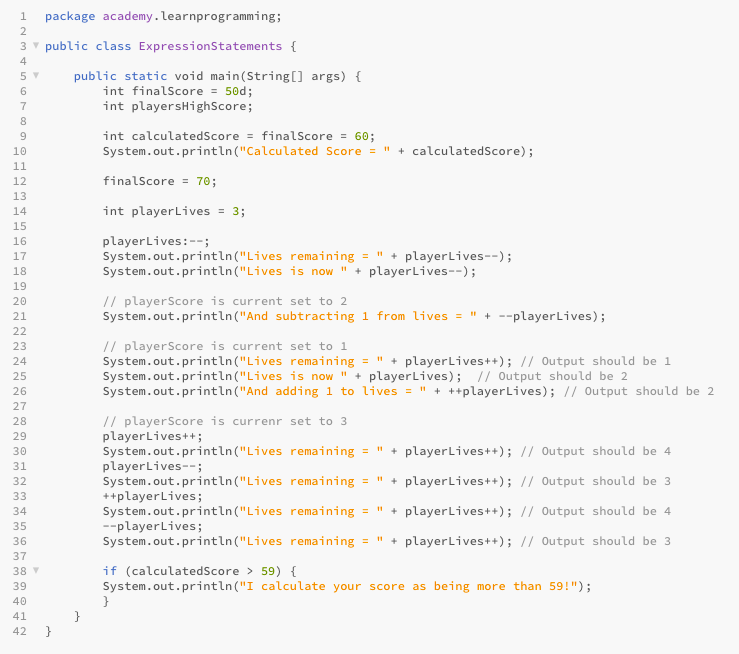 1 package academy.learnprogramming;
2
3 public class ExpressionStatements {
4
5 public static void main(String[] args) {
6 int finalScore = 50d;
7 int playersHighScore;
8
9 int calculatedScore = finalScore = 60;
10 System.out.println("Calculated Score = " + calculatedScore);
11
12 finalScore = 70;
13
14 int playerLives = 3;
15
16 playerLives:--;
17 System.out.println("Lives remaining = " + playerLives--);
18 System.out.println("Lives is now " + playerLives--);
19
20 // playerScore is current set to 2
21 System.out.println("And subtracting 1 from lives = " + --playerLives);
22
23 // playerScore is current set to 1
24 System.out.println("Lives remaining = " + playerLives++); // Output should be 1
25 System.out.println("Lives is now " + playerLives);  // Output should be 2
26 System.out.println("And adding 1 to lives = " + ++playerLives); // Output should be 2
27
28 // playerScore is currenr set to 3
29 playerLives++;
30 System.out.println("Lives remaining = " + playerLives++); // Output should be 4
31 playerLives--;
32 System.out.println("Lives remaining = " + playerLives++); // Output should be 3
33 ++playerLives;
34 System.out.println("Lives remaining = " + playerLives++); // Output should be 4
35 --playerLives;
36 System.out.println("Lives remaining = " + playerLives++); // Output should be 3
37
38 if (calculatedScore > 59) {
39 System.out.println("I calculate your score as being more than 59!");
40 }
41 }
42 }